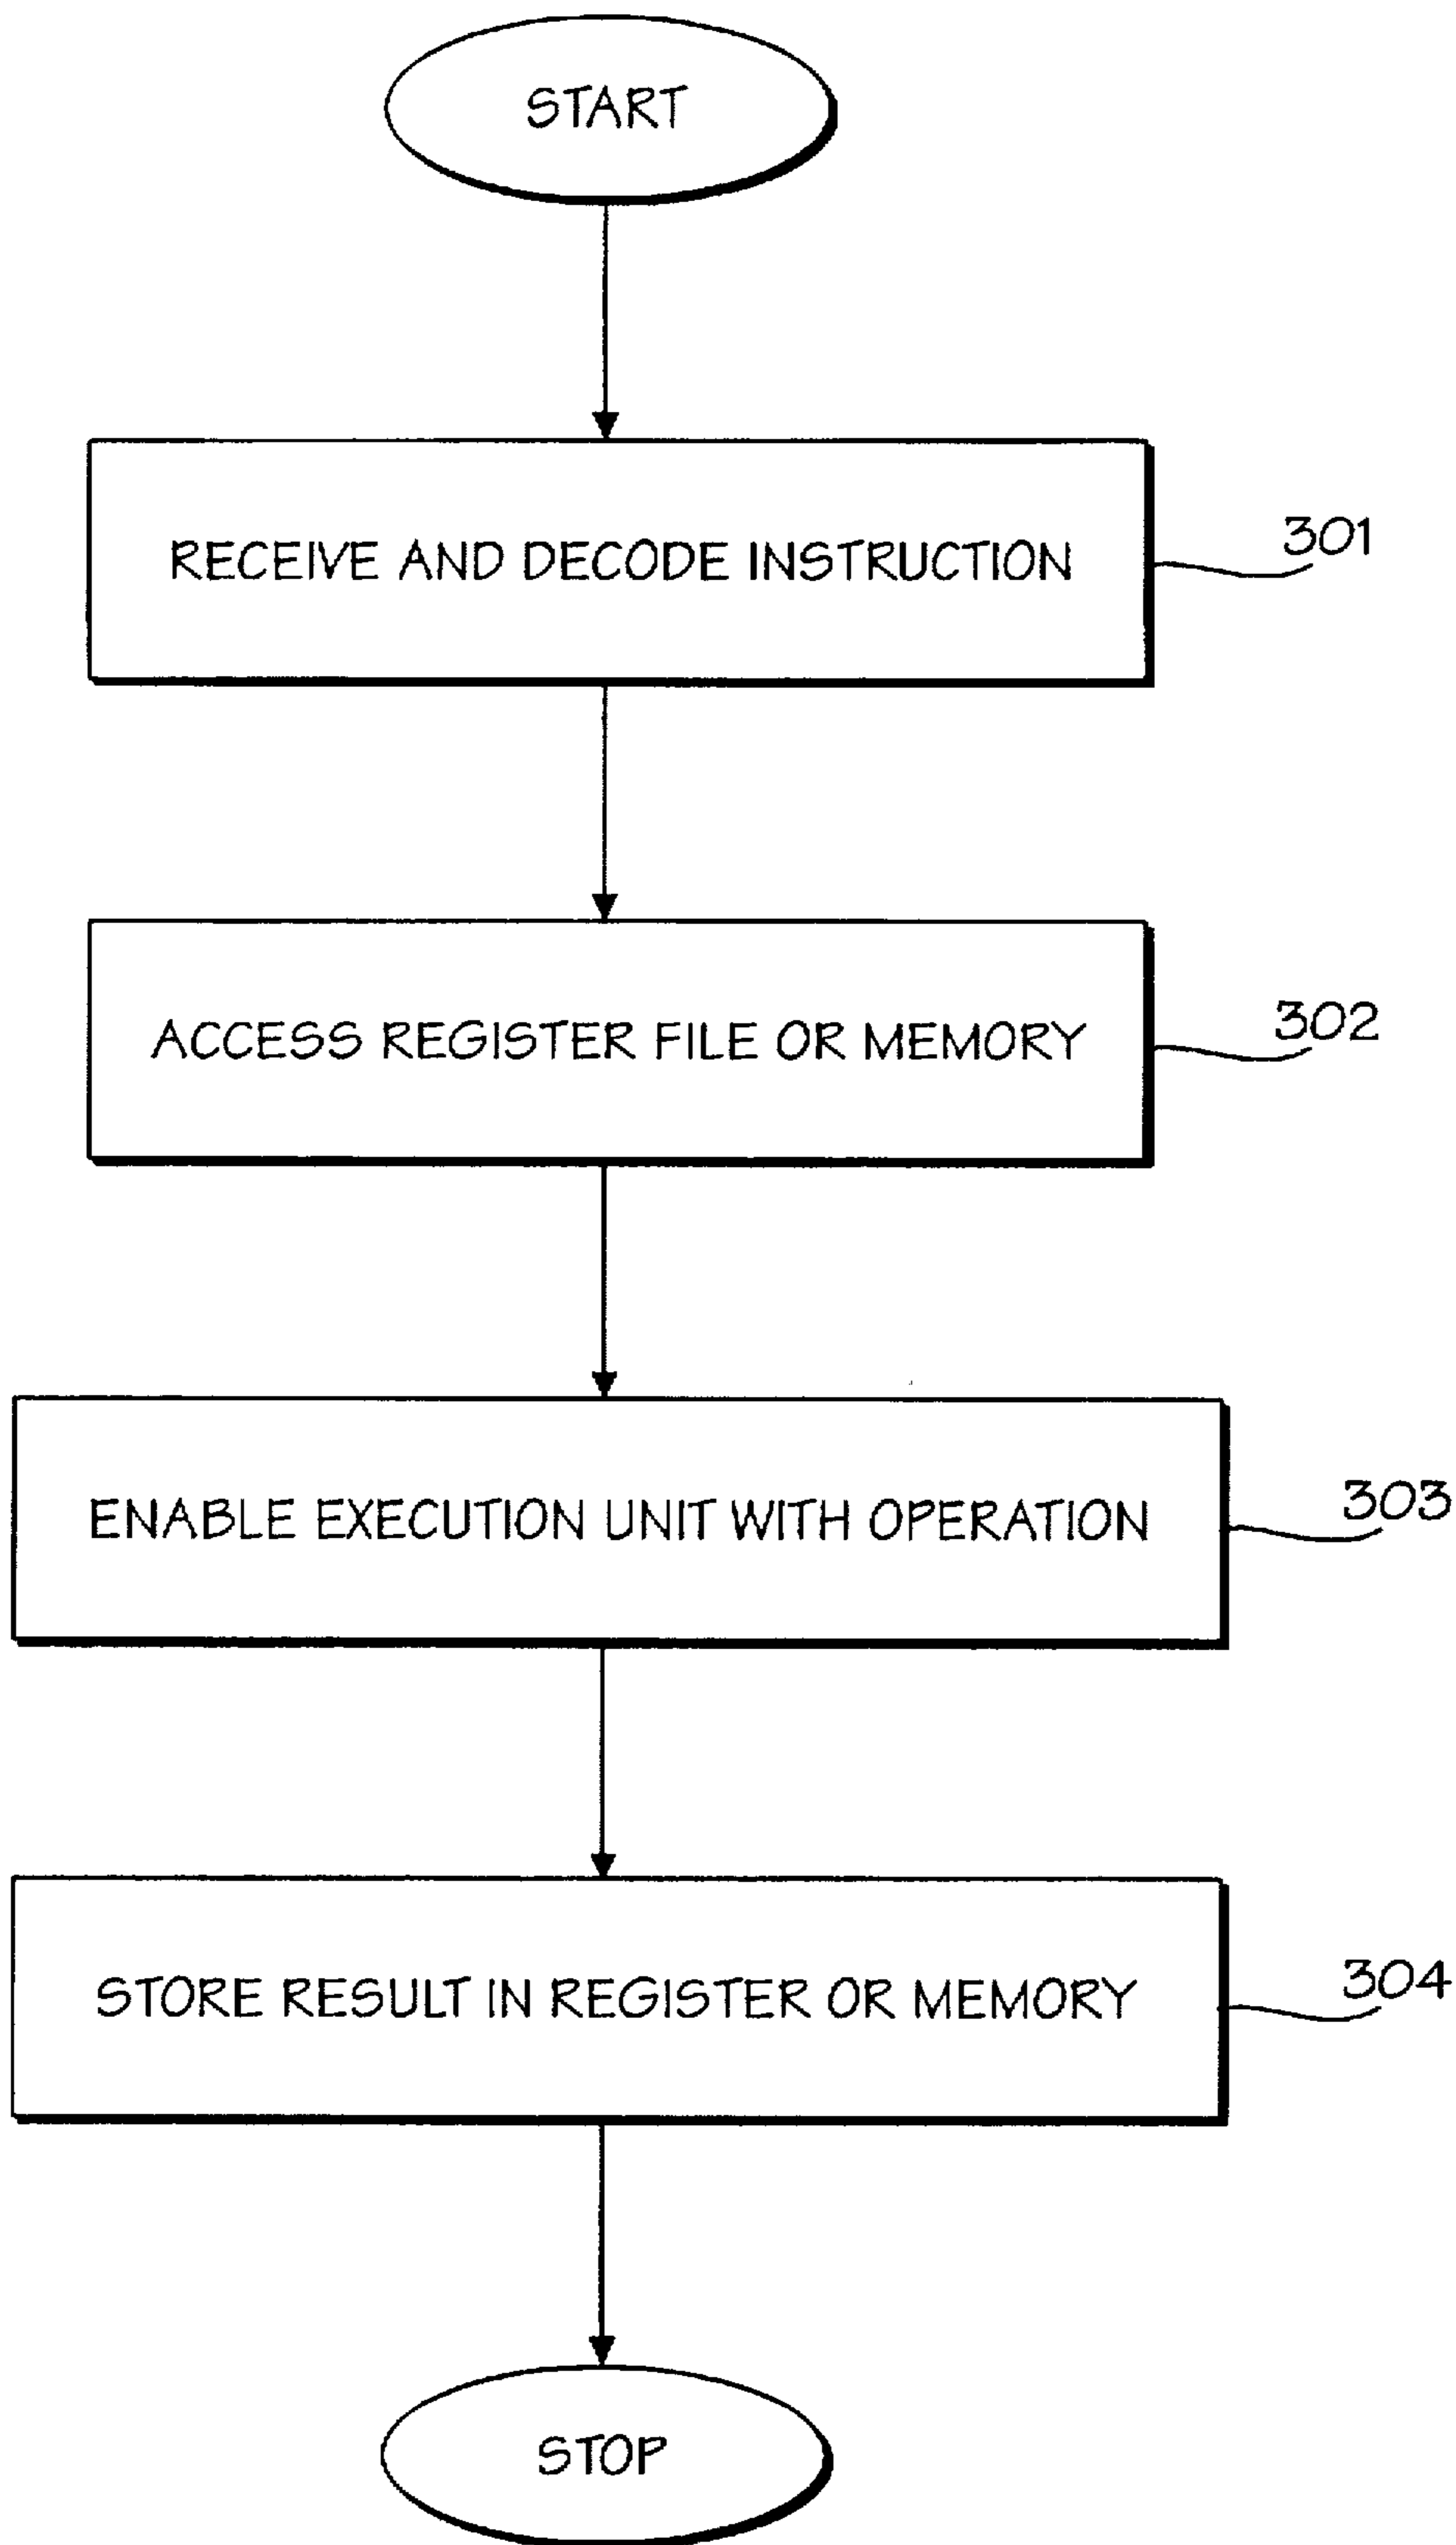 START
RECEIVE AND DECODE INSTRUCTION
301
ACCESS REGISTER FILE OR MEMORY
302
ENABLE EXECUTION UNIT WITH OPERATION
303
STORE RESULT IN REGISTER OR MEMORY
304
STOP